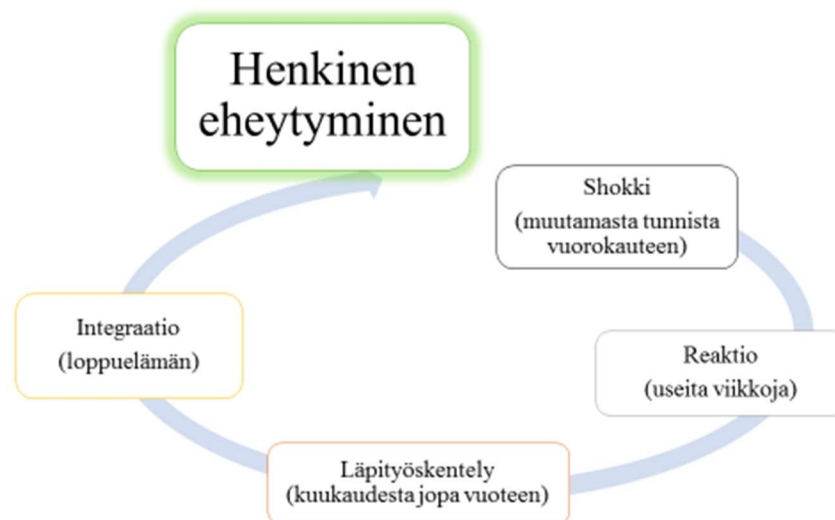 Henkinen
eheytyminen
Shokki
(muutamasta tunnista
vuorokauteen)
Reaktio
(useita viikkoja)
Läpityöskentely
(kuukaudesta jopa vuoteen)
Integraatio
(loppuelämän)